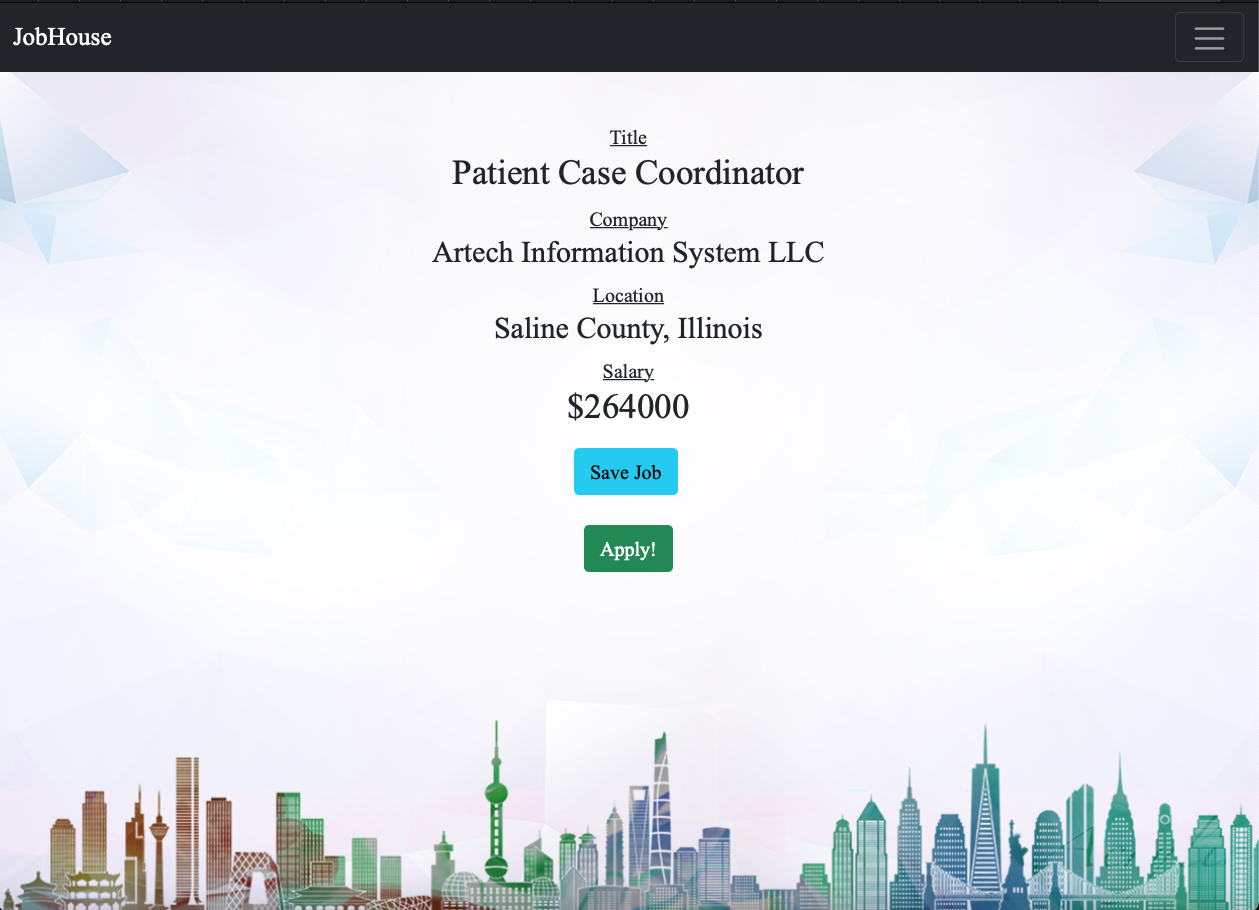 JobHouse
Title
Patient Case Coordinator
Company
Artech Information System LLC
Location
Saline County, Illinois
Salary
$264000
Save Job
Apply!